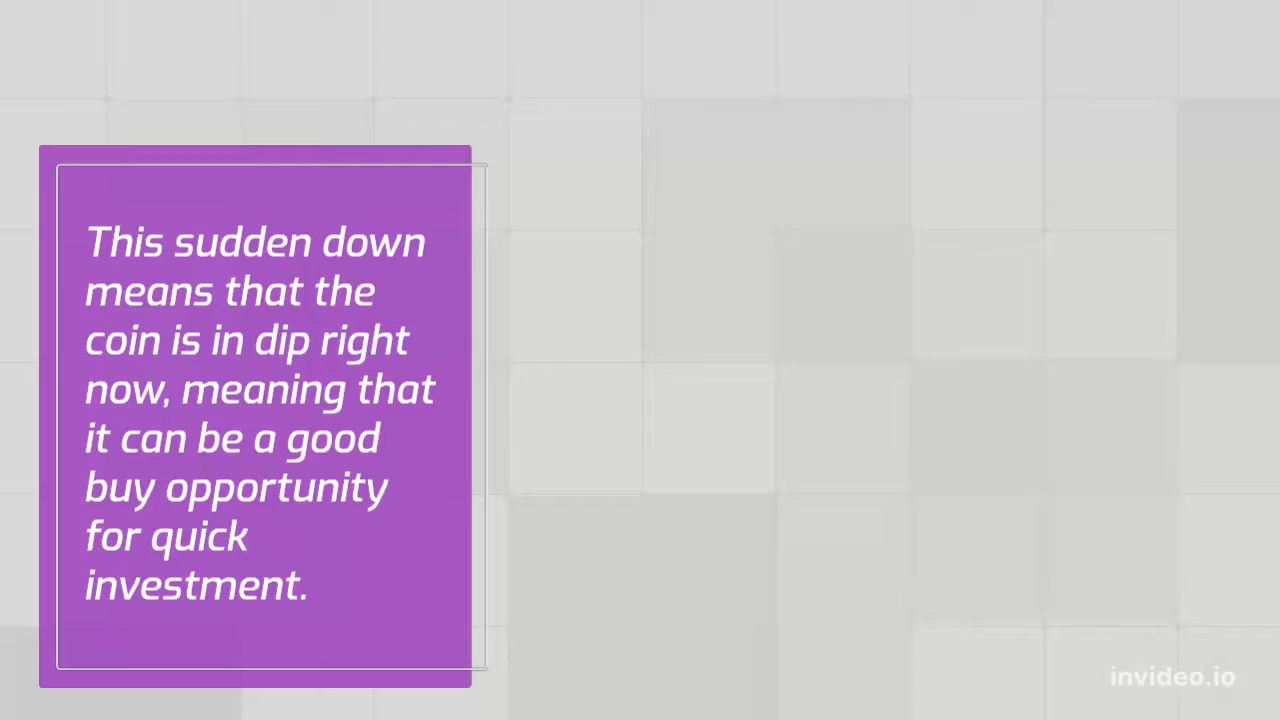 This sudden down
means that the
coin is in dip right
now, meaning that
it can be a good
buy opportunity
for quick
investment.
invideo.io